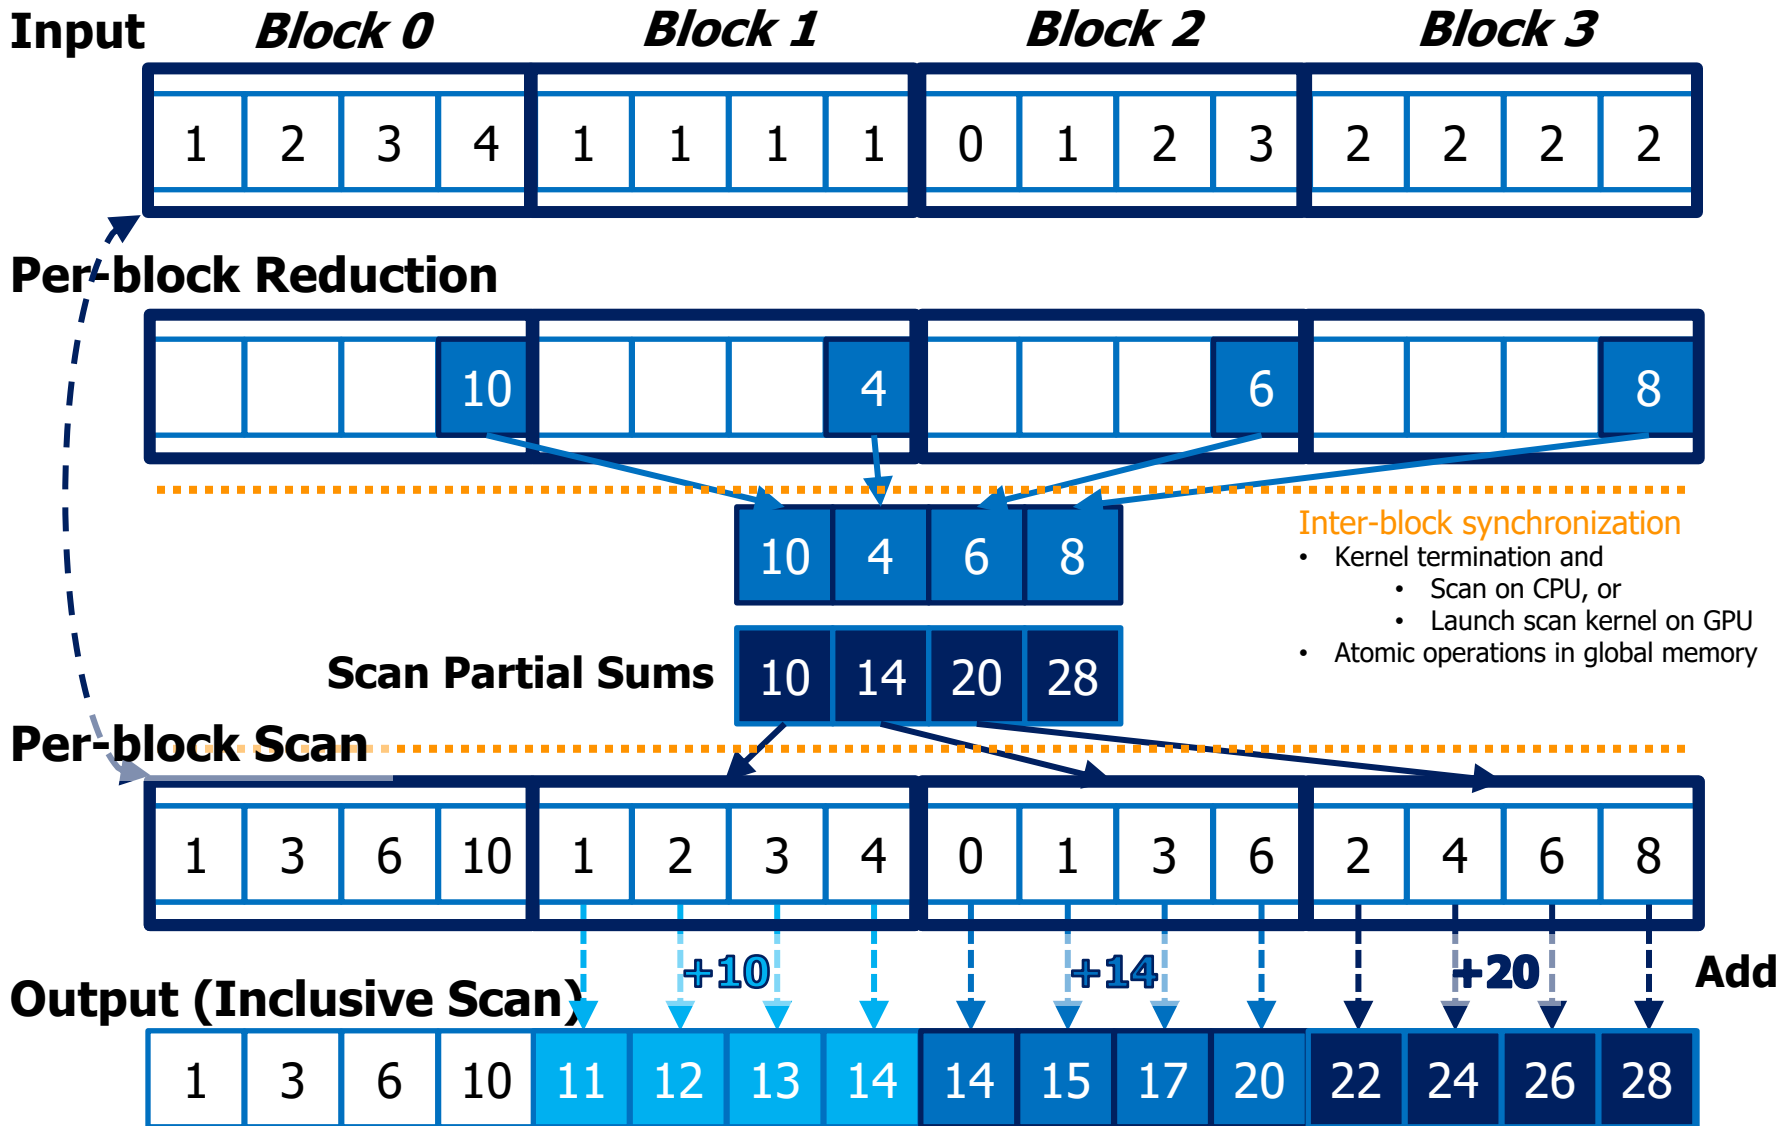 Input Block 0 Block 1 Block 2 Block 3
1 2 3 4 1 1 1 1 0 1 2 3 2 2 2 2
Per-block Reduction
10 4 6 8
10 4 6 8
Inter-block synchronization
• Kernel termination and
• Scan on CPU, or
• Launch scan kernel on GPU
• Atomic operations in global memory
Scan Partial Sums 10 14 20 28
Per-block Scan
1 3 6 10 1 2 3 4 0 1 3 6 2 4 6 8
+10 +14 +20 Add
Output (Inclusive Scan)
1 3 6 10 11 12 13 14 14 15 17 20 22 24 26 28